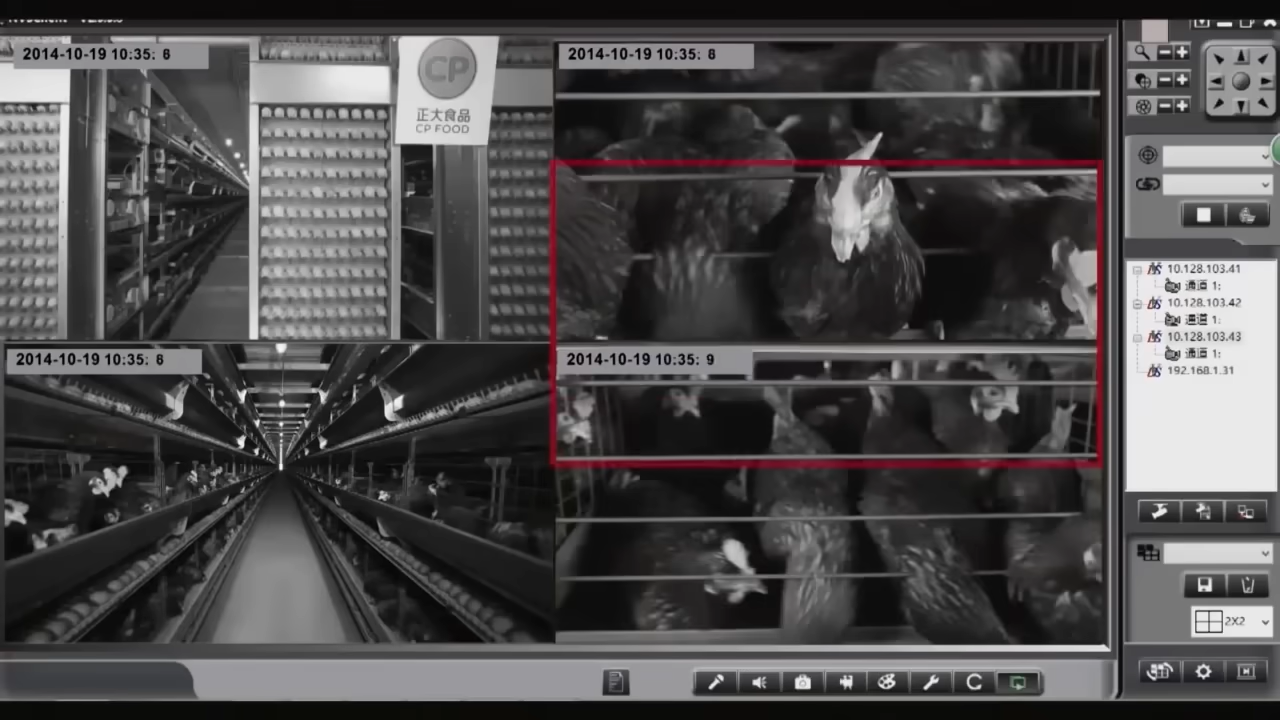 2014-10-19 10:35: 6
2014-10-19 10:35: 8
CP
正大食品
CP FOOD
2014-10-19 10:35: 6
2014-10-19 10:35: 9
10.128.103.41
通道 1:
10.128.103.42
通道 1:
10.128.103.43
通道 1:
192.168.1.31
2X2